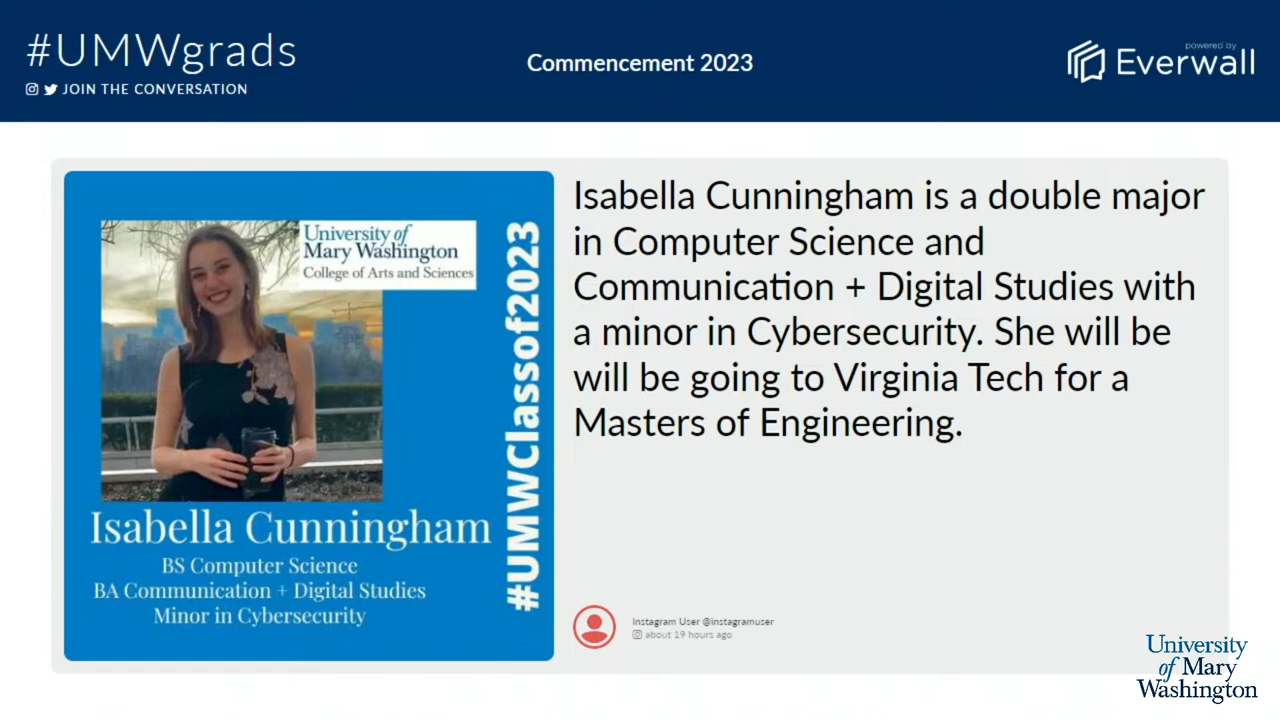 #UMWgrads
JOIN THE CONVERSATION
Commencement 2023
powered by
Everwall
University of
Mary Washington
College of Arts and Sciences
#UMWClassof2023
Isabella Cunningham
BS Computer Science
BA Communication + Digital Studies
Minor in Cybersecurity
Isabella Cunningham is a double major
in Computer Science and
Communication + Digital Studies with
a minor in Cybersecurity. She will be
will be going to Virginia Tech for a
Masters of Engineering.
Instagram User @instagramuser
about 19 hours ago
University
of Mary
Washington